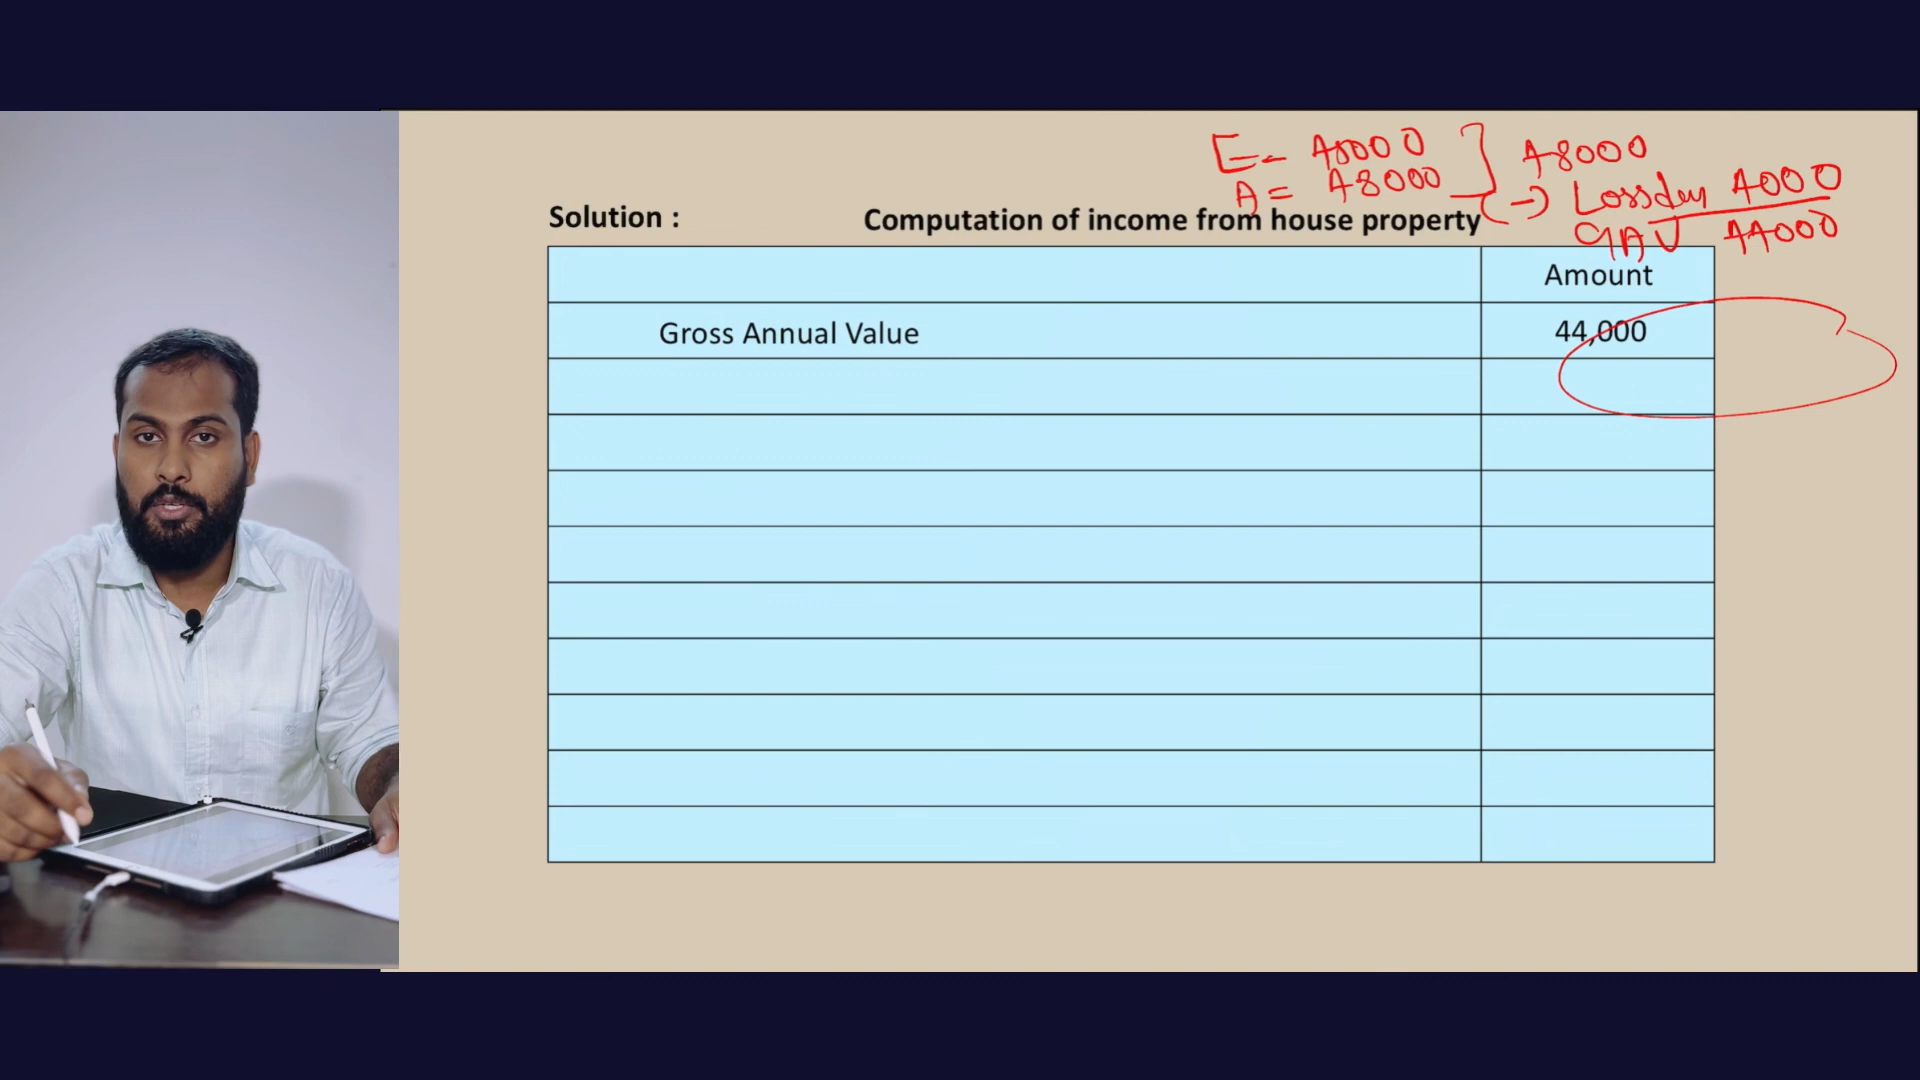 E = 40000
A = 48000
48000
(-) Loss due 4000
GAV 44000
Solution :
Computation of income from house property
Amount
Gross Annual Value 44,000